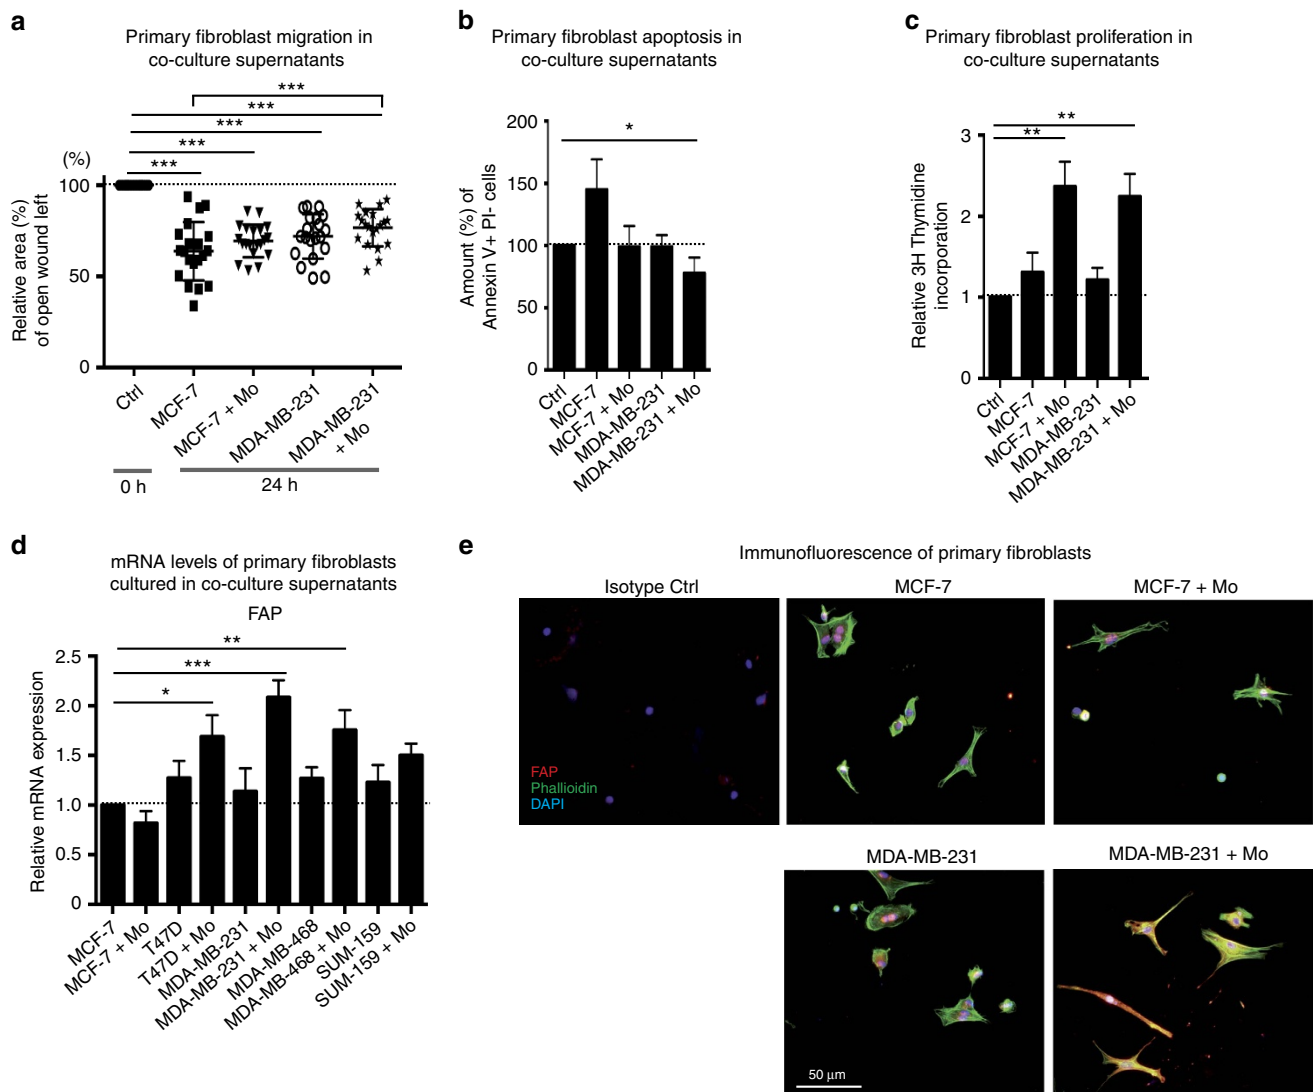 a
Primary fibroblast migration in
co-culture supernatants
***
***
***
***
***
(%)
100
50
0
Relative area (%)
of open wound left
Ctrl
MCF-7
MCF-7 + Mo
MDA-MB-231
MDA-MB-231
+ Mo
0 h
24 h
b
Primary fibroblast apoptosis in
co-culture supernatants
*
200
150
100
50
0
Amount (%) of
Annexin V+ PI- cells
Ctrl
MCF-7
MCF-7 + Mo
MDA-MB-231
MDA-MB-231 + Mo
c
Primary fibroblast proliferation in
co-culture supernatants
**
**
3
2
1
0
Relative 3H Thymidine
incorporation
Ctrl
MCF-7
MCF-7 + Mo
MDA-MB-231
MDA-MB-231 + Mo
d
mRNA levels of primary fibroblasts
cultured in co-culture supernatants
FAP
**
***
*
2.5
2.0
1.5
1.0
0.5
0
Relative mRNA expression
MCF-7
MCF-7 + Mo
T47D
T47D + Mo
MDA-MB-231
MDA-MB-231 + Mo
MDA-MB-468
MDA-MB-468 + Mo
SUM-159
SUM-159 + Mo
e
Immunofluorescence of primary fibroblasts
Isotype Ctrl
MCF-7
MCF-7 + Mo
FAP
Phallioidin
DAPI
MDA-MB-231
MDA-MB-231 + Mo
50 µm